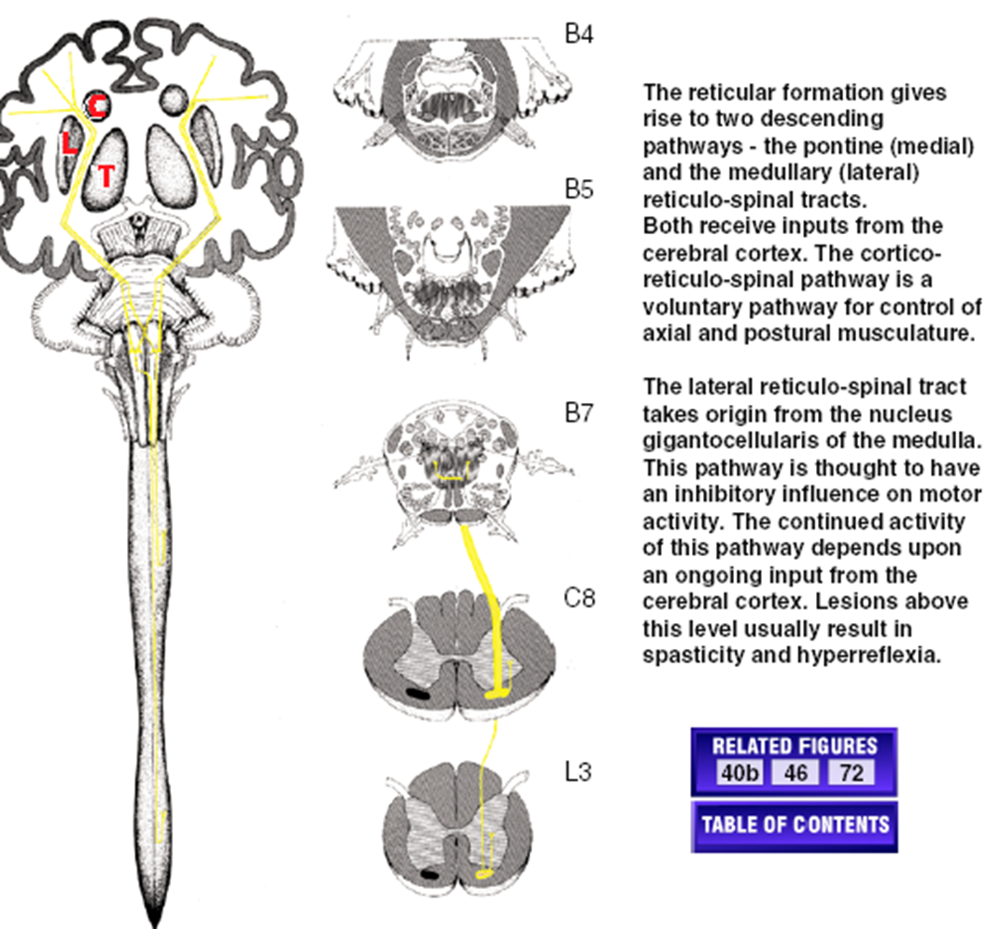 C
L
T
B4
B5
B7
C8
L3
The reticular formation gives
rise to two descending
pathways - the pontine (medial)
and the medullary (lateral)
reticulo-spinal tracts.
Both receive inputs from the
cerebral cortex. The cortico-
reticulo-spinal pathway is a
voluntary pathway for control of
axial and postural musculature.
The lateral reticulo-spinal tract
takes origin from the nucleus
gigantocellularis of the medulla.
This pathway is thought to have
an inhibitory influence on motor
activity. The continued activity
of this pathway depends upon
an ongoing input from the
cerebral cortex. Lesions above
this level usually result in
spasticity and hyperreflexia.
RELATED FIGURES
40b 46 72
TABLE OF CONTENTS